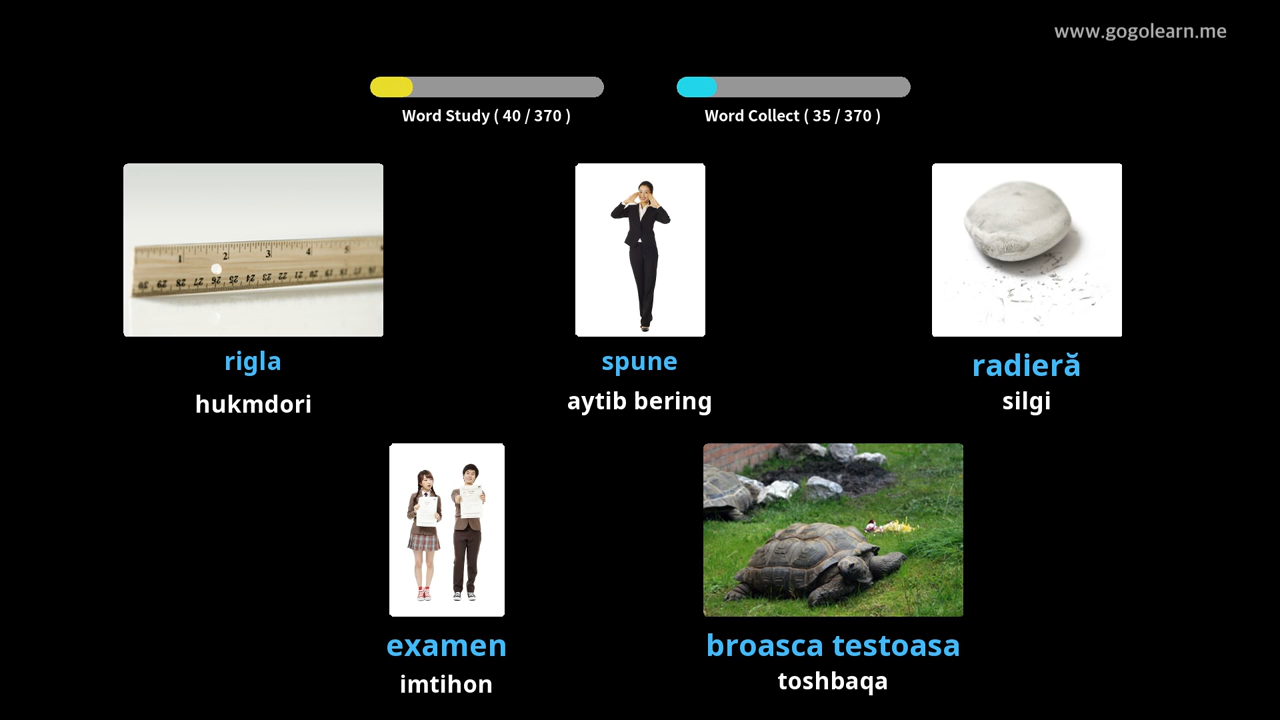 www.gogolearn.me
Word Study ( 40 / 370 )
Word Collect ( 35 / 370 )
rigla
hukmdori
spune
aytib bering
radieră
silgi
examen
imtihon
broasca testoasa
toshbaqa